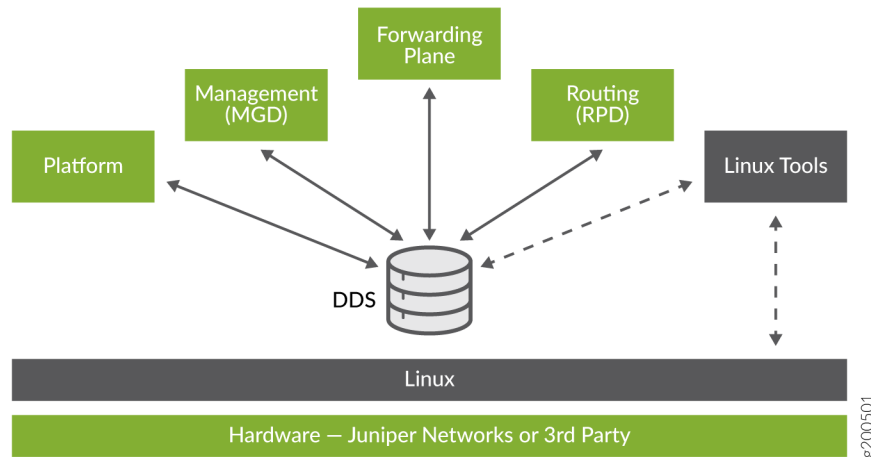 Forwarding
Plane
Management
(MGD)
Routing
(RPD)
Platform
Linux Tools
DDS
Linux
Hardware — Juniper Networks or 3rd Party
g200501